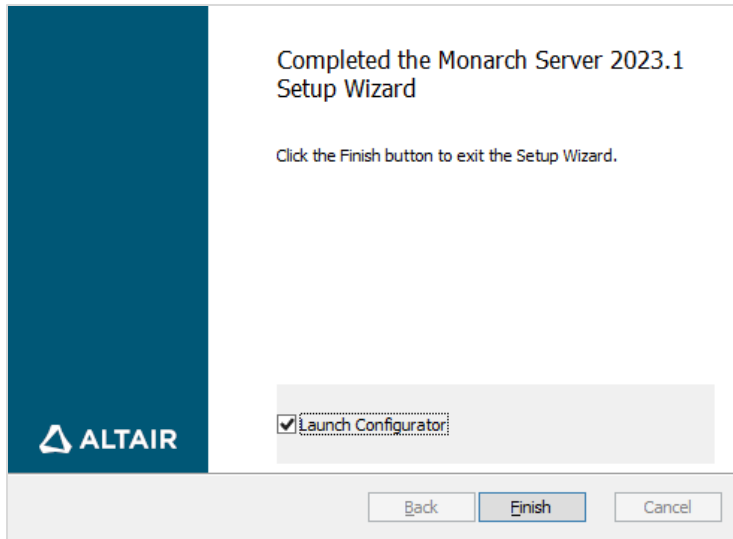 Completed the Monarch Server 2023.1
Setup Wizard
Click the Finish button to exit the Setup Wizard.
Launch Configurator
ALTAIR
Back
Finish
Cancel